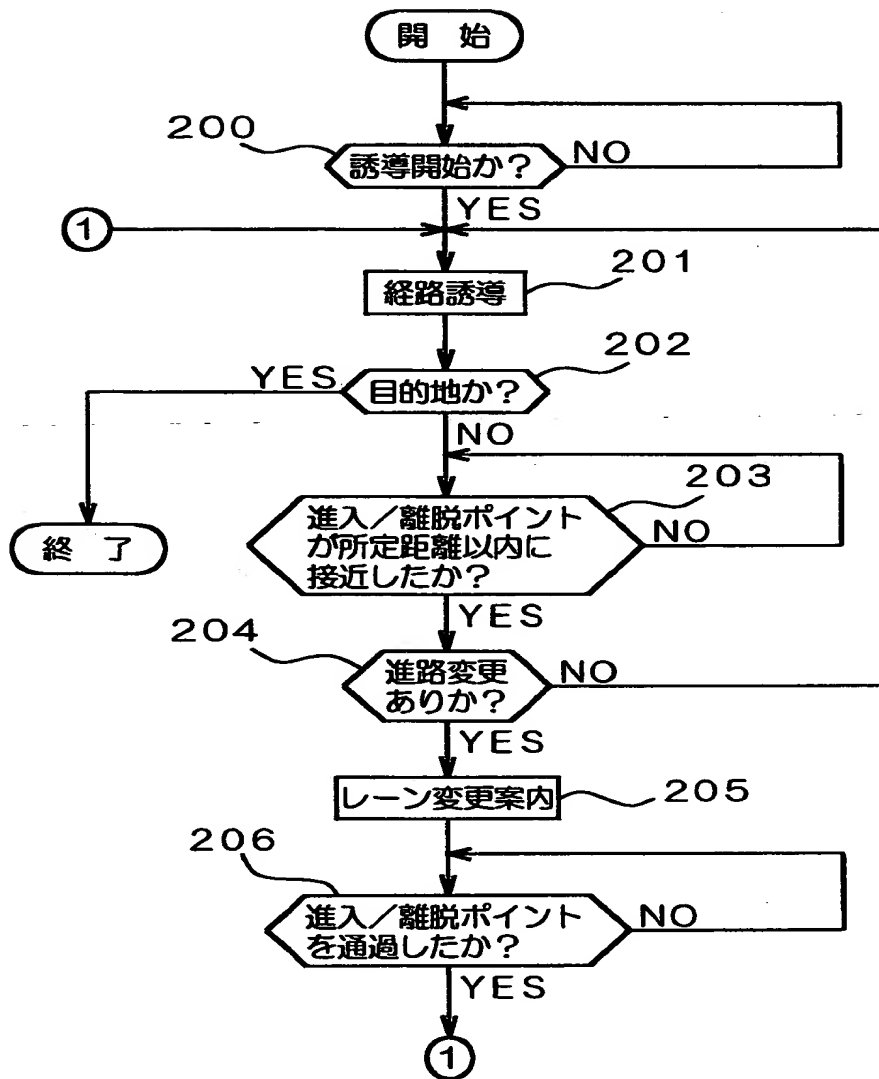 開 始
200
誘導開始か?
NO
YES
①
201
経路誘導
202
YES
目的地か?
NO
203
進入/離脱ポイント
が所定距離以内に
接近したか?
NO
終 了
YES
204
進路変更
ありか?
NO
YES
レーン変更案内
205
206
進入/離脱ポイント
を通過したか?
NO
YES
①